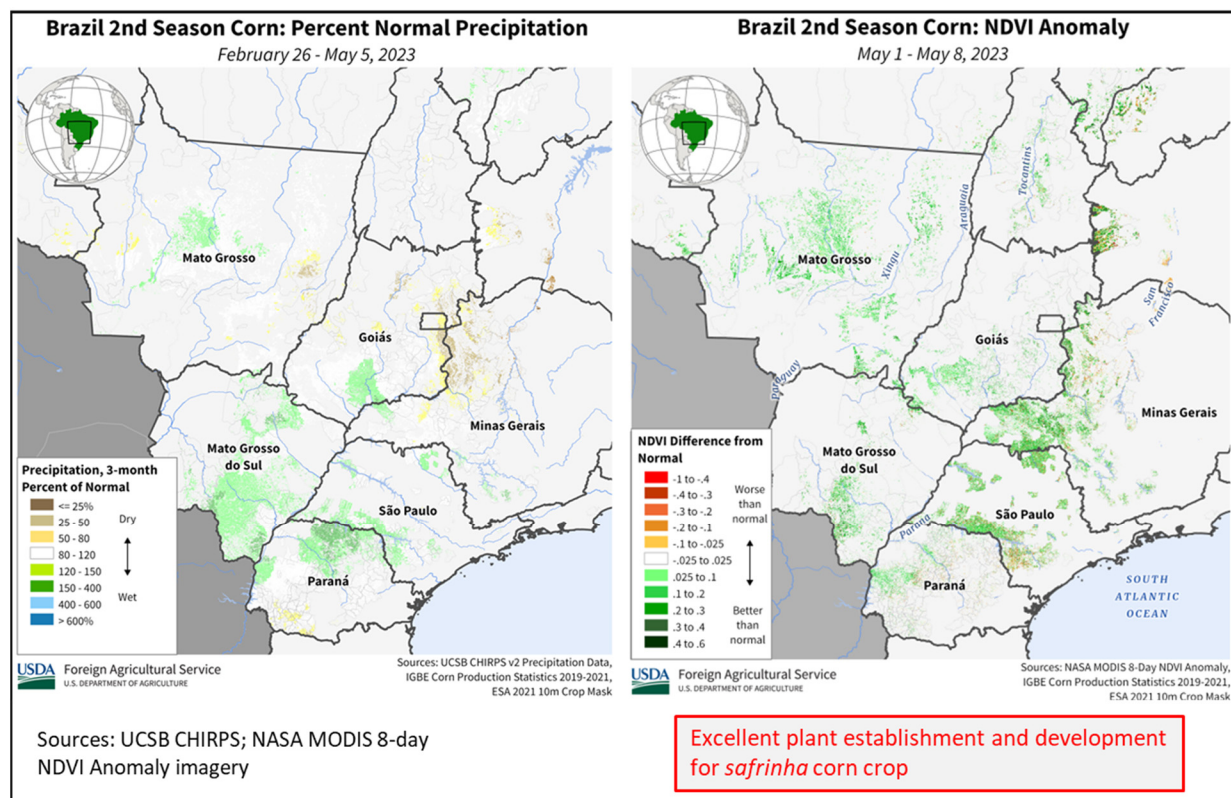 Brazil 2nd Season Corn: Percent Normal Precipitation
February 26 - May 5, 2023
Mato Grosso
Goiás
Minas Gerais
Mato Grosso
do Sul
São Paulo
Paraná
Precipitation, 3-month
Percent of Normal
<= 25%
25 - 50
50 - 80
80 - 120
120 - 150
150 - 400
400 - 600
> 600%
Dry
Wet
USDA
Foreign Agricultural Service
U.S. DEPARTMENT OF AGRICULTURE
Sources: UCSB CHIRPS v2 Precipitation Data,
IGBE Corn Production Statistics 2019-2021,
ESA 2021 10m Crop Mask
Brazil 2nd Season Corn: NDVI Anomaly
May 1 - May 8, 2023
Tocantins
Araguaia
Mato Grosso
Xingu
San
Francisco
Goiás
Paraguay
Minas Gerais
Mato Grosso
do Sul
São Paulo
Parana
Paraná
SOUTH
ATLANTIC
OCEAN
NDVI Difference from
Normal
-1 to -.4
-.4 to -.3
-.3 to -.2
-.2 to -.1
-.1 to -.025
-.025 to .025
.025 to .1
.1 to .2
.2 to .3
.3 to .4
.4 to .6
Worse
than
normal
Better
than
normal
USDA
Foreign Agricultural Service
U.S. DEPARTMENT OF AGRICULTURE
Sources: NASA MODIS 8-Day NDVI Anomaly,
IGBE Corn Production Statistics 2019-2021,
ESA 2021 10m Crop Mask
Sources: UCSB CHIRPS; NASA MODIS 8-day
NDVI Anomaly imagery
Excellent plant establishment and development
for safrinha corn crop